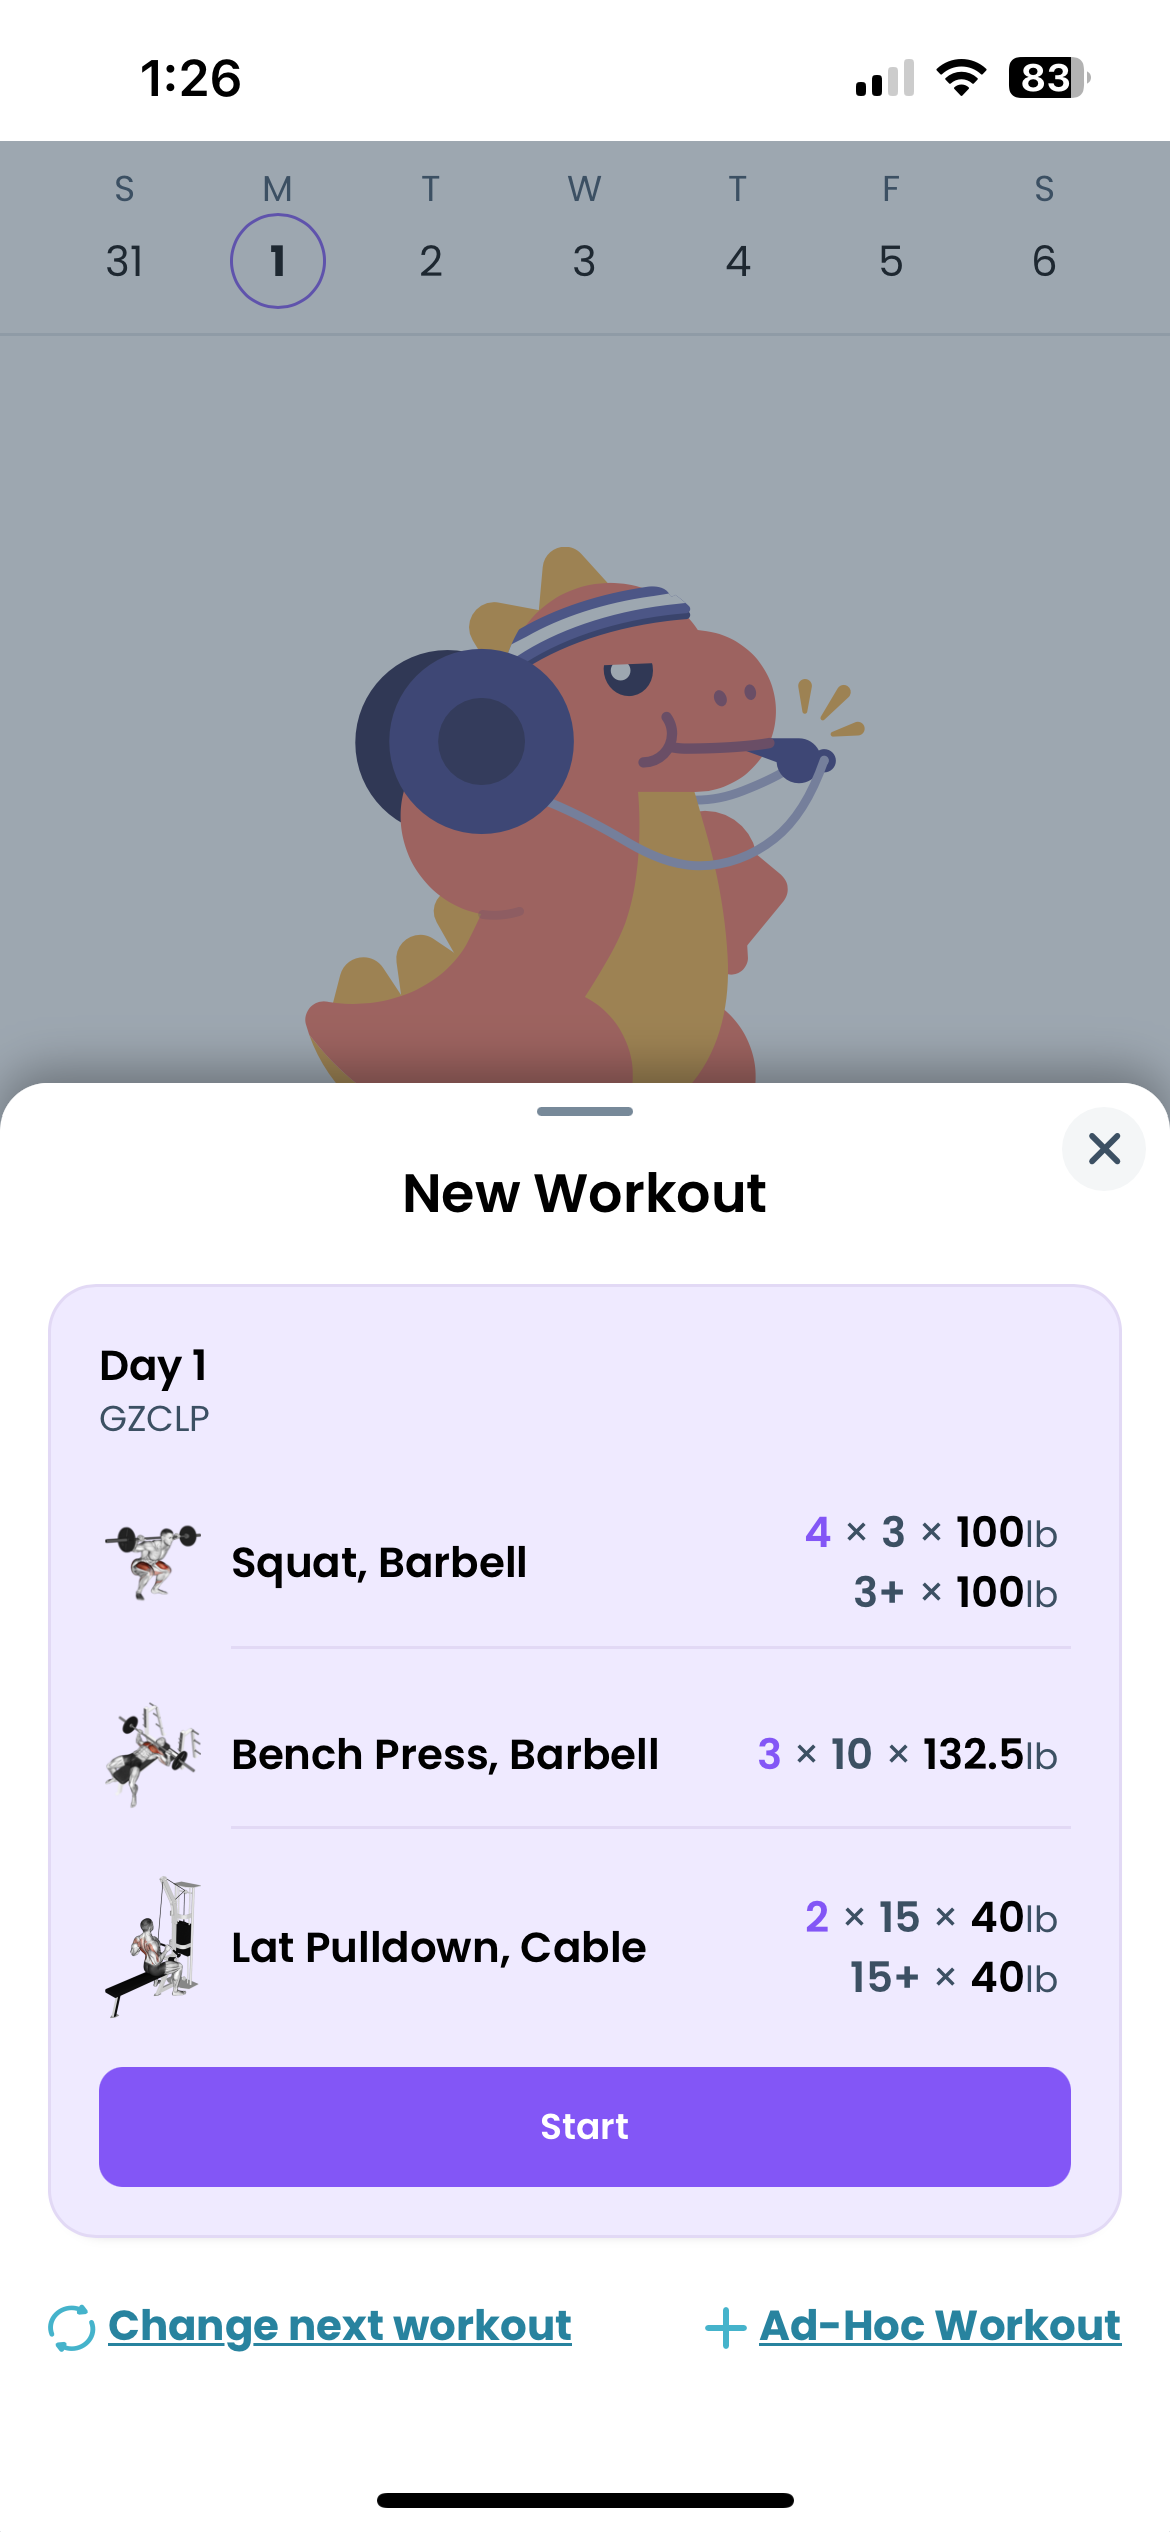 1:26
83
S M T W T F S
31 1 2 3 4 5 6
New Workout
Day 1
GZCLP
Squat, Barbell
4 × 3 × 100lb
3+ × 100lb
Bench Press, Barbell
3 × 10 × 132.5lb
Lat Pulldown, Cable
2 × 15 × 40lb
15+ × 40lb
Start
Change next workout
Ad-Hoc Workout